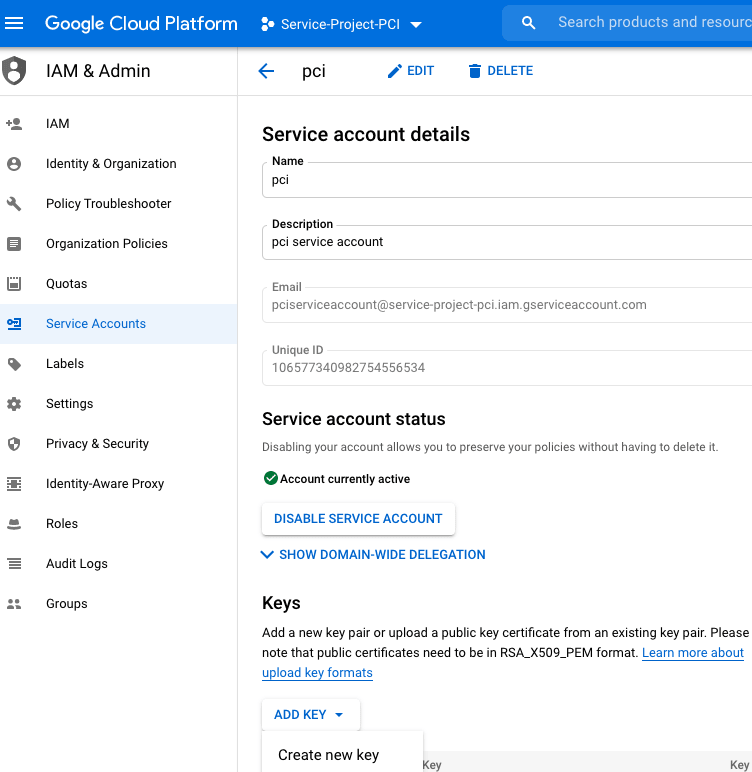 Google Cloud Platform
Service-Project-PCI
Search products and resourc
IAM & Admin
pci
EDIT
DELETE
IAM
Identity & Organization
Policy Troubleshooter
Organization Policies
Quotas
Service Accounts
Labels
Settings
Privacy & Security
Identity-Aware Proxy
Roles
Audit Logs
Groups
Service account details
Name
pci
Description
pci service account
Email
pciserviceaccount@service-project-pci.iam.gserviceaccount.com
Unique ID
106577340982754556534
Service account status
Disabling your account allows you to preserve your policies without having to delete it.
Account currently active
DISABLE SERVICE ACCOUNT
SHOW DOMAIN-WIDE DELEGATION
Keys
Add a new key pair or upload a public key certificate from an existing key pair. Please
note that public certificates need to be in RSA_X509_PEM format. Learn more about
upload key formats
ADD KEY
Create new key
Key
Key